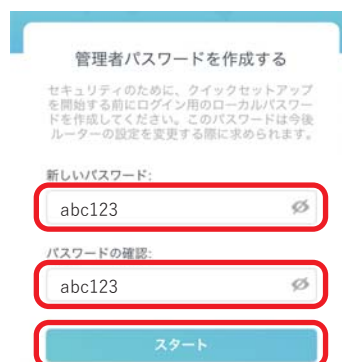 管理者パスワードを作成する
セキュリティのために、クイックセットアップ
を開始する前にログイン用のローカルパスワー
ドを作成してください。このパスワードは今後
ルーターの設定を変更する際に求められます。
新しいパスワード:
abc123
パスワードの確認:
abc123
スタート